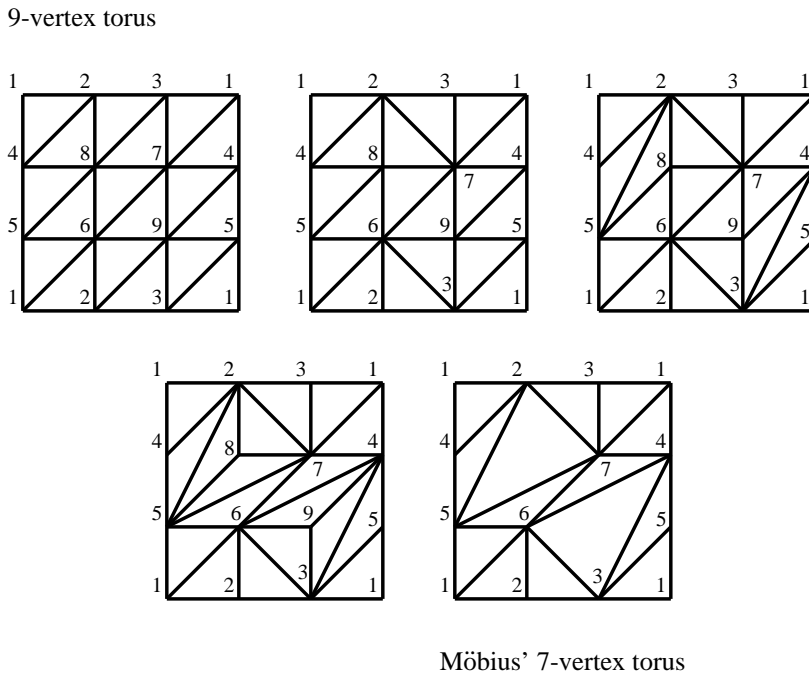 9-vertex torus
1 2 3 1 1 2 3 1 1 2 3 1
4 8 7 4 4 8 4 4 8 4
7 7
5 6 9 5 5 6 9 5 5 6 9 5
1 2 3 1 1 2 3 1 1 2 3 1
1 2 3 1 1 2 3 1
4 8 4 4 4
7 7
5 6 9 5 5 6 5
1 2 3 1 1 2 3 1
Möbius’ 7-vertex torus